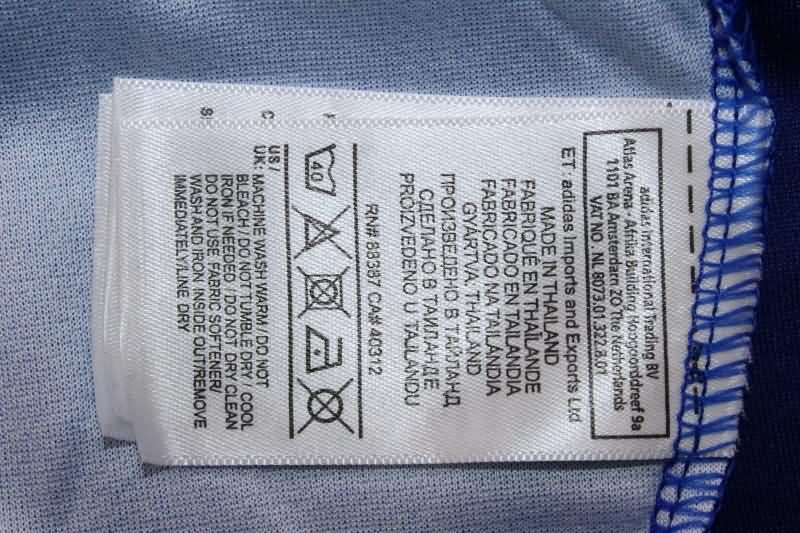 adidas International Trading BV
Atlas Arena - Afrika Building Hoogoorddreef 9a
1101 BA Amsterdam ZO The Netherlands
VAT NO. NL 8073.01.322.B.01
ET : adidas Imports and Exports Ltd
MADE IN THAILAND
FABRIQUÉ EN THAÏLANDE
FABRICADO EN TAILANDIA
FABRICADO NA TAILÂNDIA
GYÁRTVA: THAILAND
ПРОИЗВЕДЕНО В ТАЙЛАНД
СДЕЛАНО В ТАИЛАНДЕ
PROIZVEDENO U TAJLANDU
RN# 88387 CA# 40312
40
US /
UK: MACHINE WASH WARM / DO NOT
BLEACH / DO NOT TUMBLE DRY / COOL
IRON IF NEEDED / DO NOT DRY CLEAN
DO NOT USE FABRIC SOFTENER/
WASH AND IRON INSIDE OUT/REMOVE
IMMEDIATELY/LINE DRY